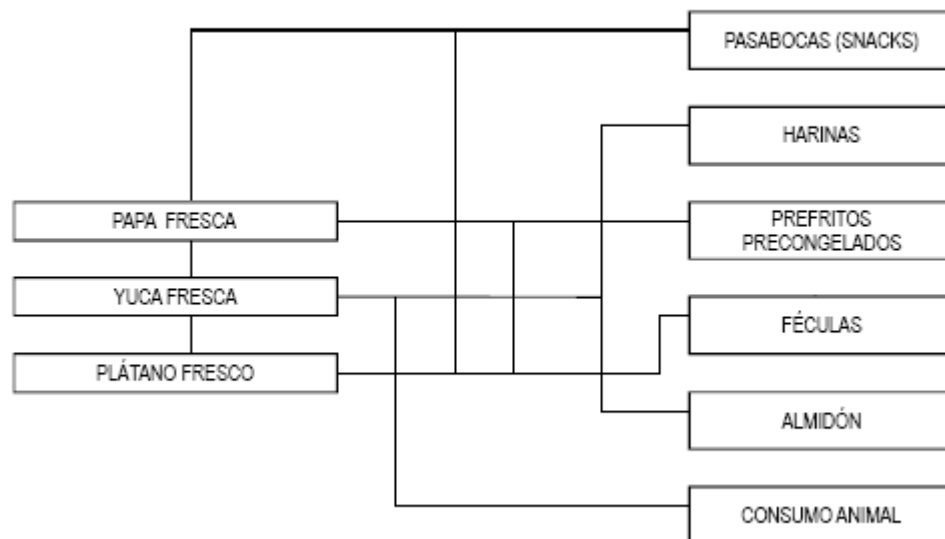 PASABOCAS (SNACKS)
HARINAS
PAPA FRESCA
PREFRITOS
PRECONGELADOS
YUCA FRESCA
FÉCULAS
PLÁTANO FRESCO
ALMIDÓN
CONSUMO ANIMAL